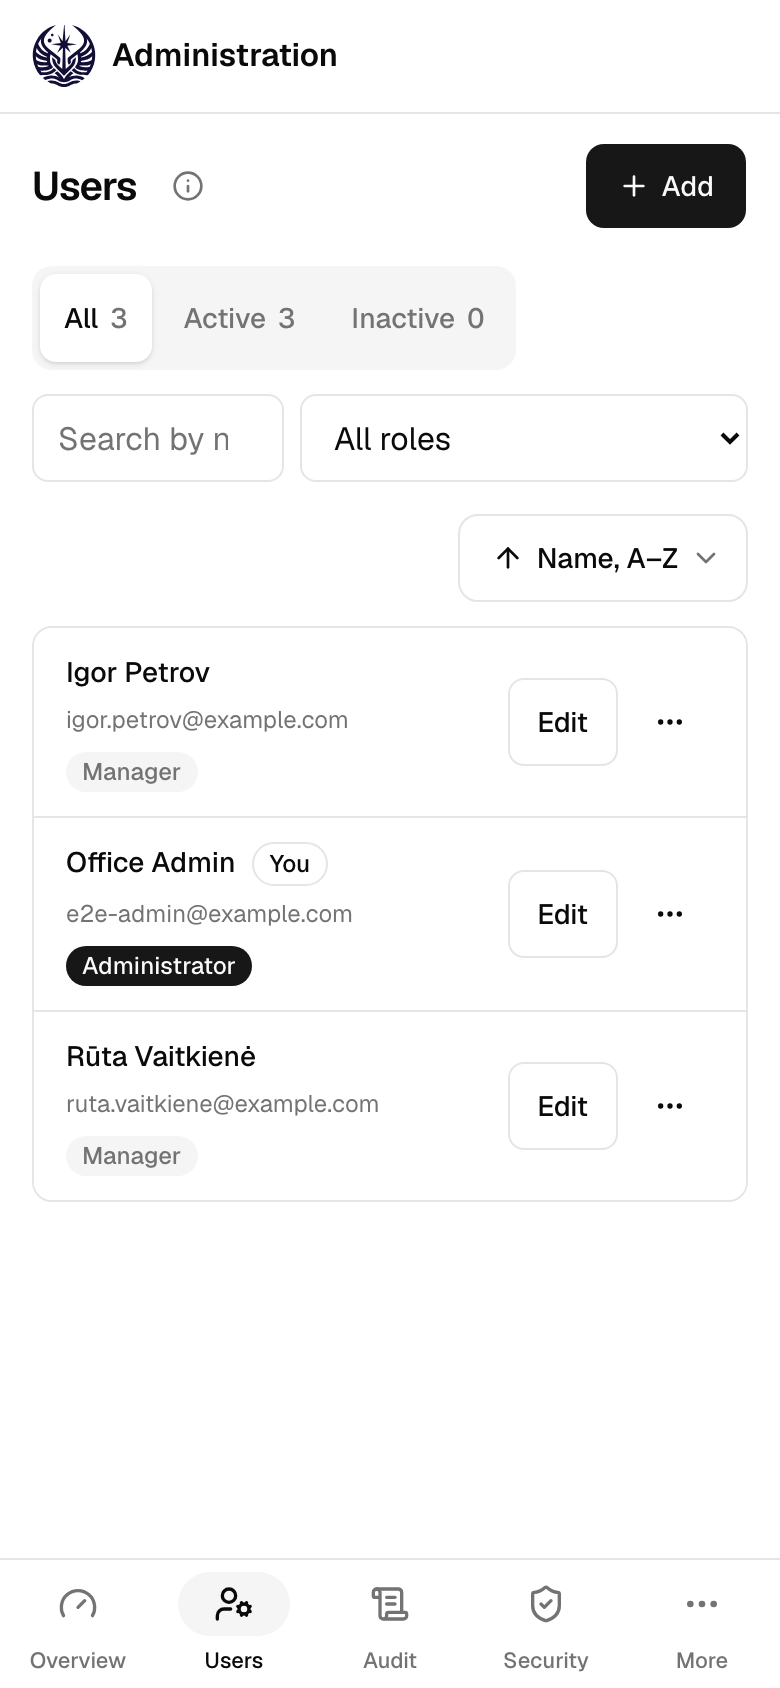 Administration
Users
Add
All 3 Active 3 Inactive 0
Search by n
All roles
Name, A–Z
Igor Petrov
igor.petrov@example.com
Manager
Edit
Office Admin You
e2e-admin@example.com
Administrator
Edit
Rūta Vaitkienė
ruta.vaitkiene@example.com
Manager
Edit
Overview Users Audit Security More